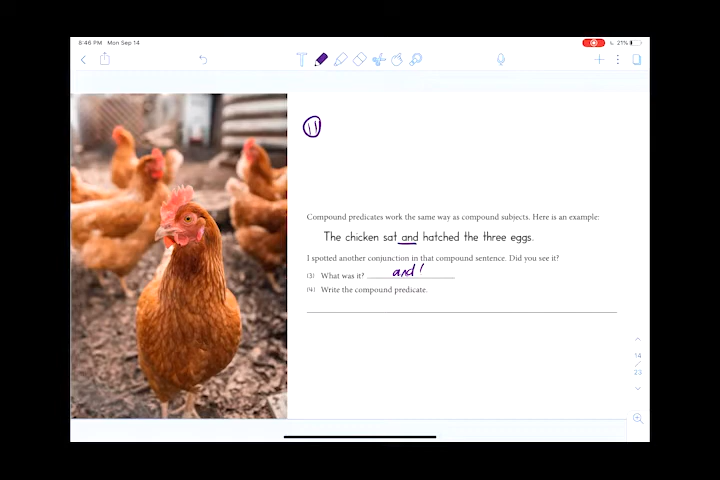 8:46 PM Mon Sep 14
21%
T
11
Compound predicates work the same way as compound subjects. Here is an example:
The chicken sat and hatched the three eggs.
I spotted another conjunction in that compound sentence. Did you see it?
(3) What was it? and!
(4) Write the compound predicate.
14
/
23